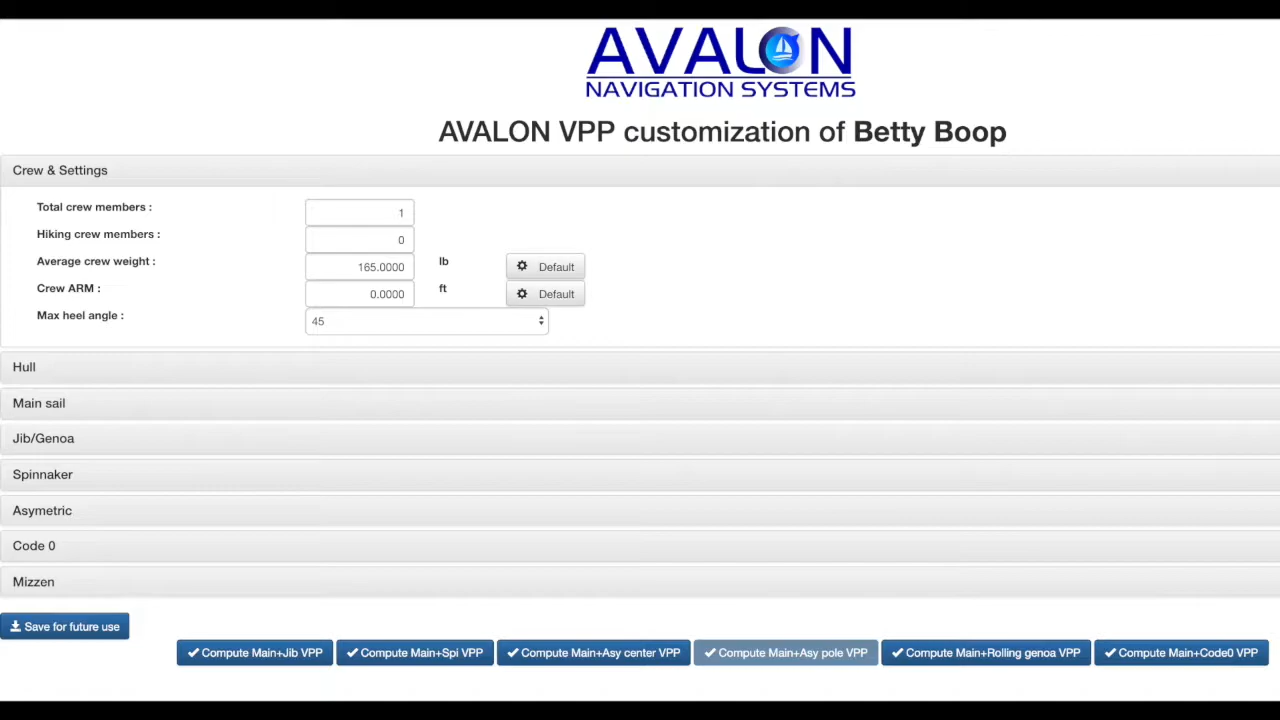 AVALON
NAVIGATION SYSTEMS
AVALON VPP customization of Betty Boop
Crew & Settings
Total crew members : 1
Hiking crew members : 0
Average crew weight : 165.0000 lb Default
Crew ARM : 0.0000 ft Default
Max heel angle : 45
Hull
Main sail
Jib/Genoa
Spinnaker
Asymetric
Code 0
Mizzen
Save for future use
Compute Main+Jib VPP Compute Main+Spi VPP Compute Main+Asy center VPP Compute Main+Asy pole VPP Compute Main+Rolling genoa VPP Compute Main+Code0 VPP